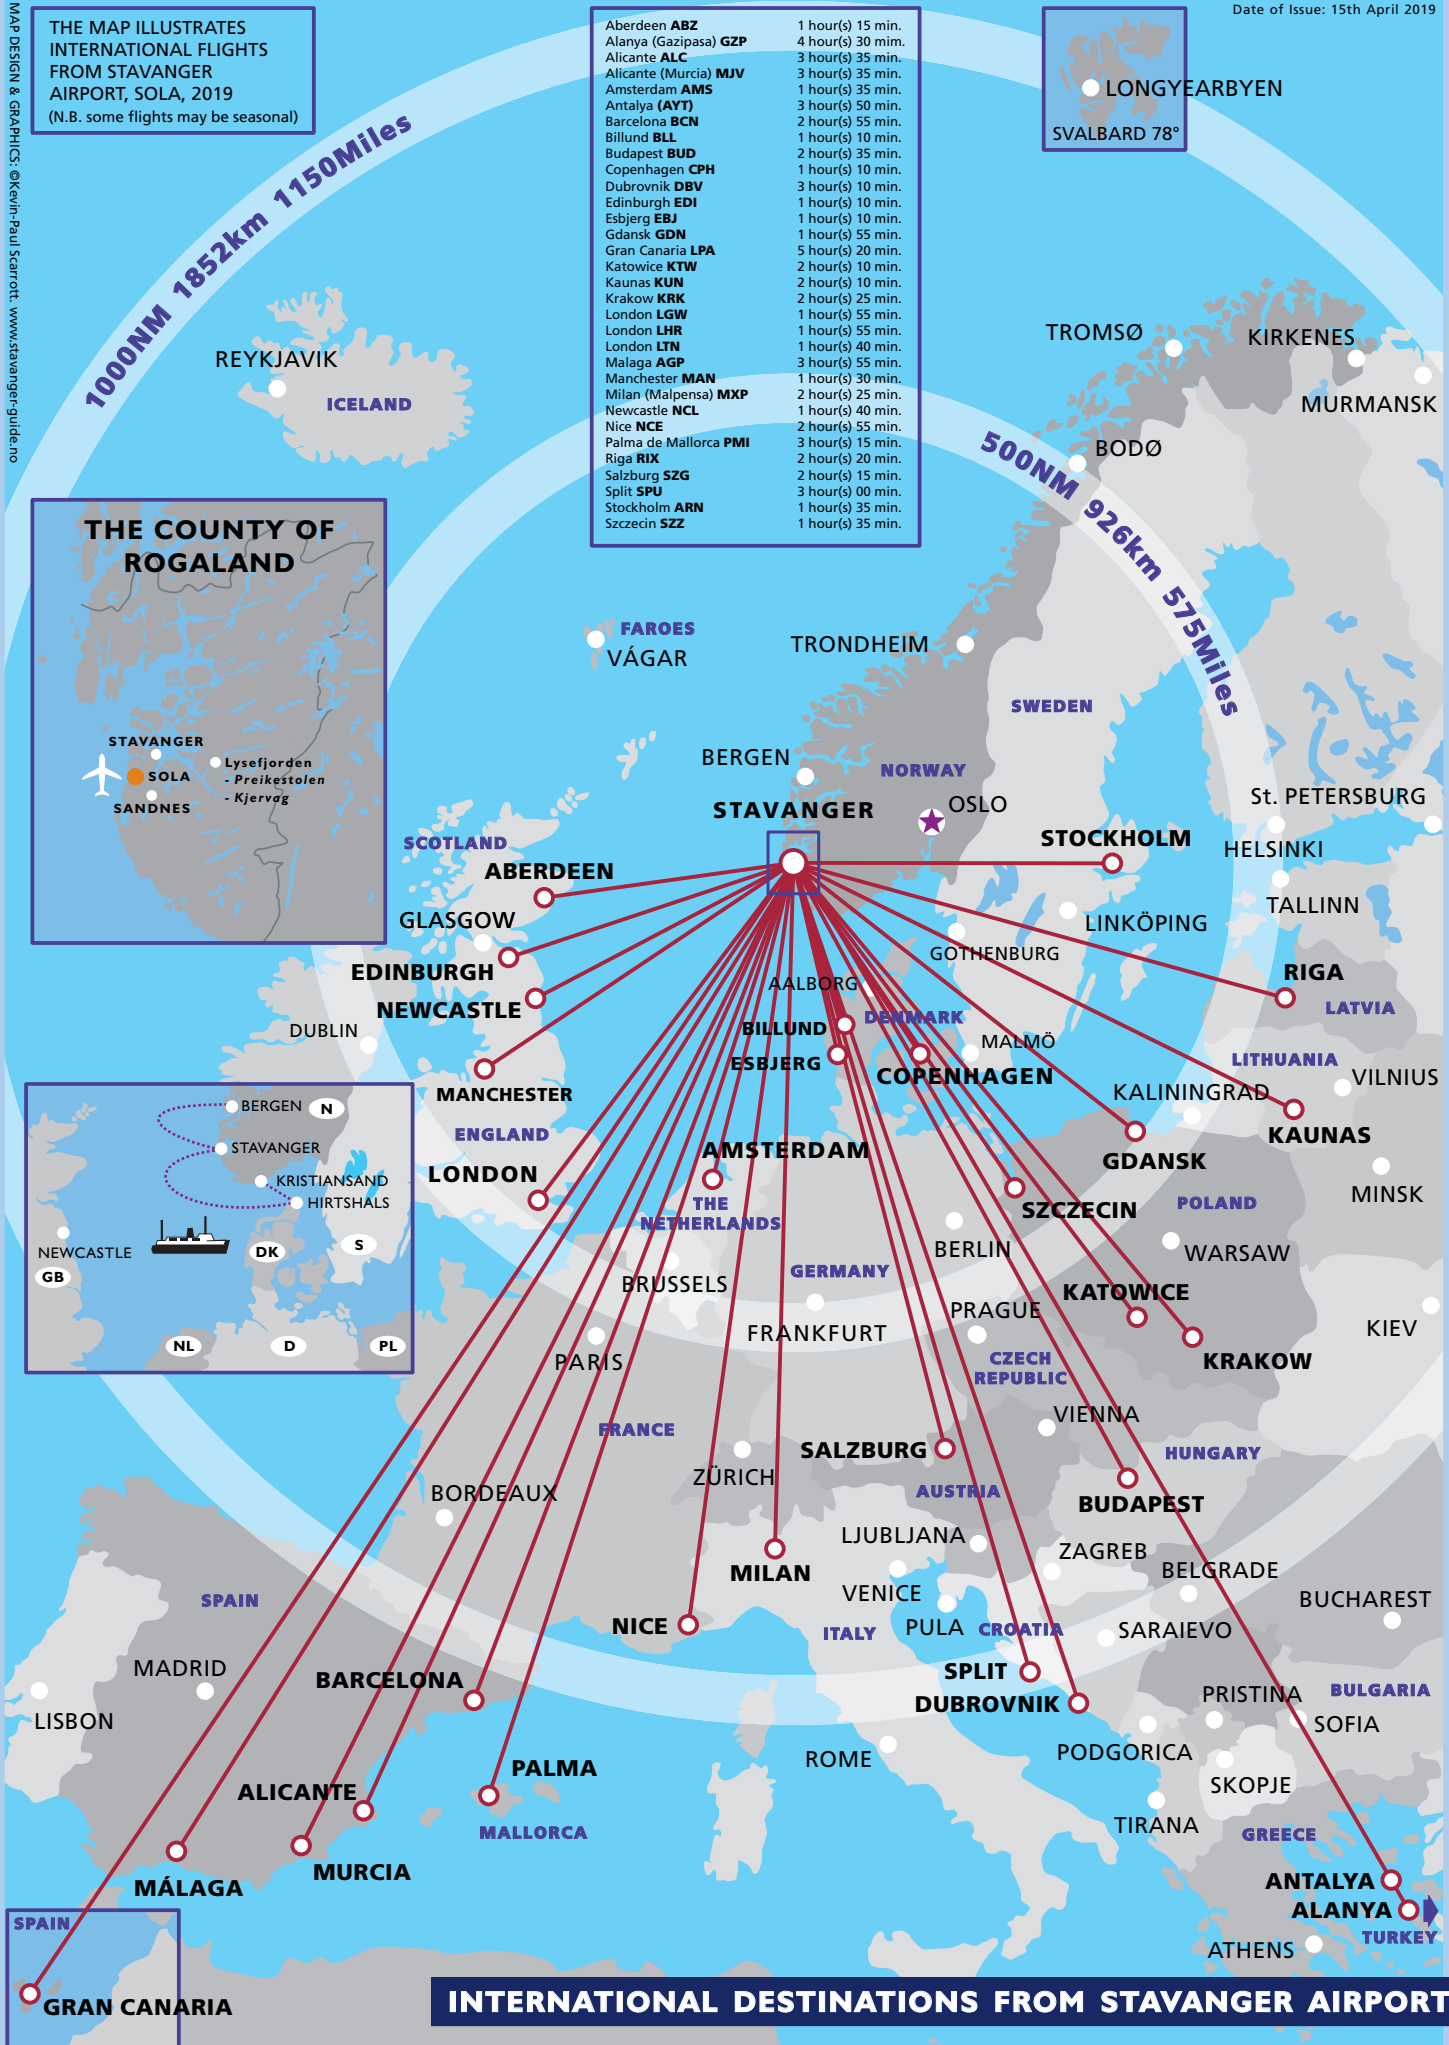 Date of Issue: 15th April 2019
MAP DESIGN & GRAPHICS: ©Kevin-Paul Scarrott. www.stavanger-guide.no
THE MAP ILLUSTRATES
INTERNATIONAL FLIGHTS
FROM STAVANGER
AIRPORT, SOLA, 2019
(N.B. some flights may be seasonal)
Aberdeen ABZ 1 hour(s) 15 min.
Alanya (Gazipasa) GZP 4 hour(s) 30 mim.
Alicante ALC 3 hour(s) 35 min.
Alicante (Murcia) MJV 3 hour(s) 35 min.
Amsterdam AMS 1 hour(s) 35 min.
Antalya (AYT) 3 hour(s) 50 min.
Barcelona BCN 2 hour(s) 55 min.
Billund BLL 1 hour(s) 10 min.
Budapest BUD 2 hour(s) 35 min.
Copenhagen CPH 1 hour(s) 10 min.
Dubrovnik DBV 3 hour(s) 10 min.
Edinburgh EDI 1 hour(s) 10 min.
Esbjerg EBJ 1 hour(s) 10 min.
Gdansk GDN 1 hour(s) 55 min.
Gran Canaria LPA 5 hour(s) 20 min.
Katowice KTW 2 hour(s) 10 min.
Kaunas KUN 2 hour(s) 10 min.
Krakow KRK 2 hour(s) 25 min.
London LGW 1 hour(s) 55 min.
London LHR 1 hour(s) 55 min.
London LTN 1 hour(s) 40 min.
Malaga AGP 3 hour(s) 55 min.
Manchester MAN 1 hour(s) 30 min.
Milan (Malpensa) MXP 2 hour(s) 25 min.
Newcastle NCL 1 hour(s) 40 min.
Nice NCE 2 hour(s) 55 min.
Palma de Mallorca PMI 3 hour(s) 15 min.
Riga RIX 2 hour(s) 20 min.
Salzburg SZG 2 hour(s) 15 min.
Split SPU 3 hour(s) 00 min.
Stockholm ARN 1 hour(s) 35 min.
Szczecin SZZ 1 hour(s) 35 min.
LONGYEARBYEN
SVALBARD 78°
1000NM 1852km 1150Miles
500NM 926km 575Miles
REYKJAVIK
ICELAND
TROMSØ
KIRKENES
MURMANSK
BODØ
THE COUNTY OF
ROGALAND
STAVANGER
SOLA
SANDNES
Lysefjorden
- Preikestolen
- Kjervag
FAROES
VÁGAR
TRONDHEIM
SWEDEN
BERGEN
NORWAY
OSLO
STAVANGER
St. PETERSBURG
STOCKHOLM
HELSINKI
SCOTLAND
ABERDEEN
TALLINN
GLASGOW
LINKÖPING
GOTHENBURG
EDINBURGH
RIGA
AALBORG
NEWCASTLE
LATVIA
DENMARK
BILLUND
DUBLIN
MALMÖ
ESBJERG
LITHUANIA
COPENHAGEN
VILNIUS
MANCHESTER
KALININGRAD
ENGLAND
KAUNAS
AMSTERDAM
GDANSK
LONDON
MINSK
THE
NETHERLANDS
SZCZECIN
POLAND
BERLIN
WARSAW
BERGEN
N
STAVANGER
KRISTIANSAND
HIRTSHALS
NEWCASTLE
GB
DK
S
NL
D
PL
BRUSSELS
GERMANY
KATOWICE
PRAGUE
FRANKFURT
KIEV
PARIS
CZECH
REPUBLIC
KRAKOW
VIENNA
FRANCE
SALZBURG
HUNGARY
ZÜRICH
BORDEAUX
AUSTRIA
BUDAPEST
LJUBLJANA
ZAGREB
MILAN
BELGRADE
VENICE
BUCHAREST
SPAIN
NICE
ITALY
PULA
CROATIA
SARAIEVO
MADRID
BARCELONA
SPLIT
DUBROVNIK
PRISTINA
BULGARIA
LISBON
SOFIA
ROME
PODGORICA
PALMA
SKOPJE
ALICANTE
MALLORCA
TIRANA
GREECE
MURCIA
MÁLAGA
ANTALYA
ALANYA
TURKEY
ATHENS
SPAIN
GRAN CANARIA
INTERNATIONAL DESTINATIONS FROM STAVANGER AIRPORT